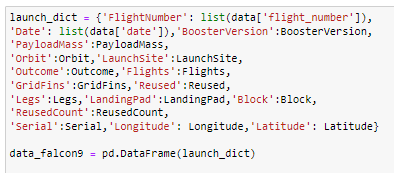 launch_dict = {'FlightNumber': list(data['flight_number']),
'Date': list(data['date']),'BoosterVersion':BoosterVersion,
'PayloadMass':PayloadMass,
'Orbit':Orbit,'LaunchSite':LaunchSite,
'Outcome':Outcome,'Flights':Flights,
'GridFins':GridFins,'Reused':Reused,
'Legs':Legs,'LandingPad':LandingPad,'Block':Block,
'ReusedCount':ReusedCount,
'Serial':Serial,'Longitude': Longitude,'Latitude': Latitude}
data_falcon9 = pd.DataFrame(launch_dict)